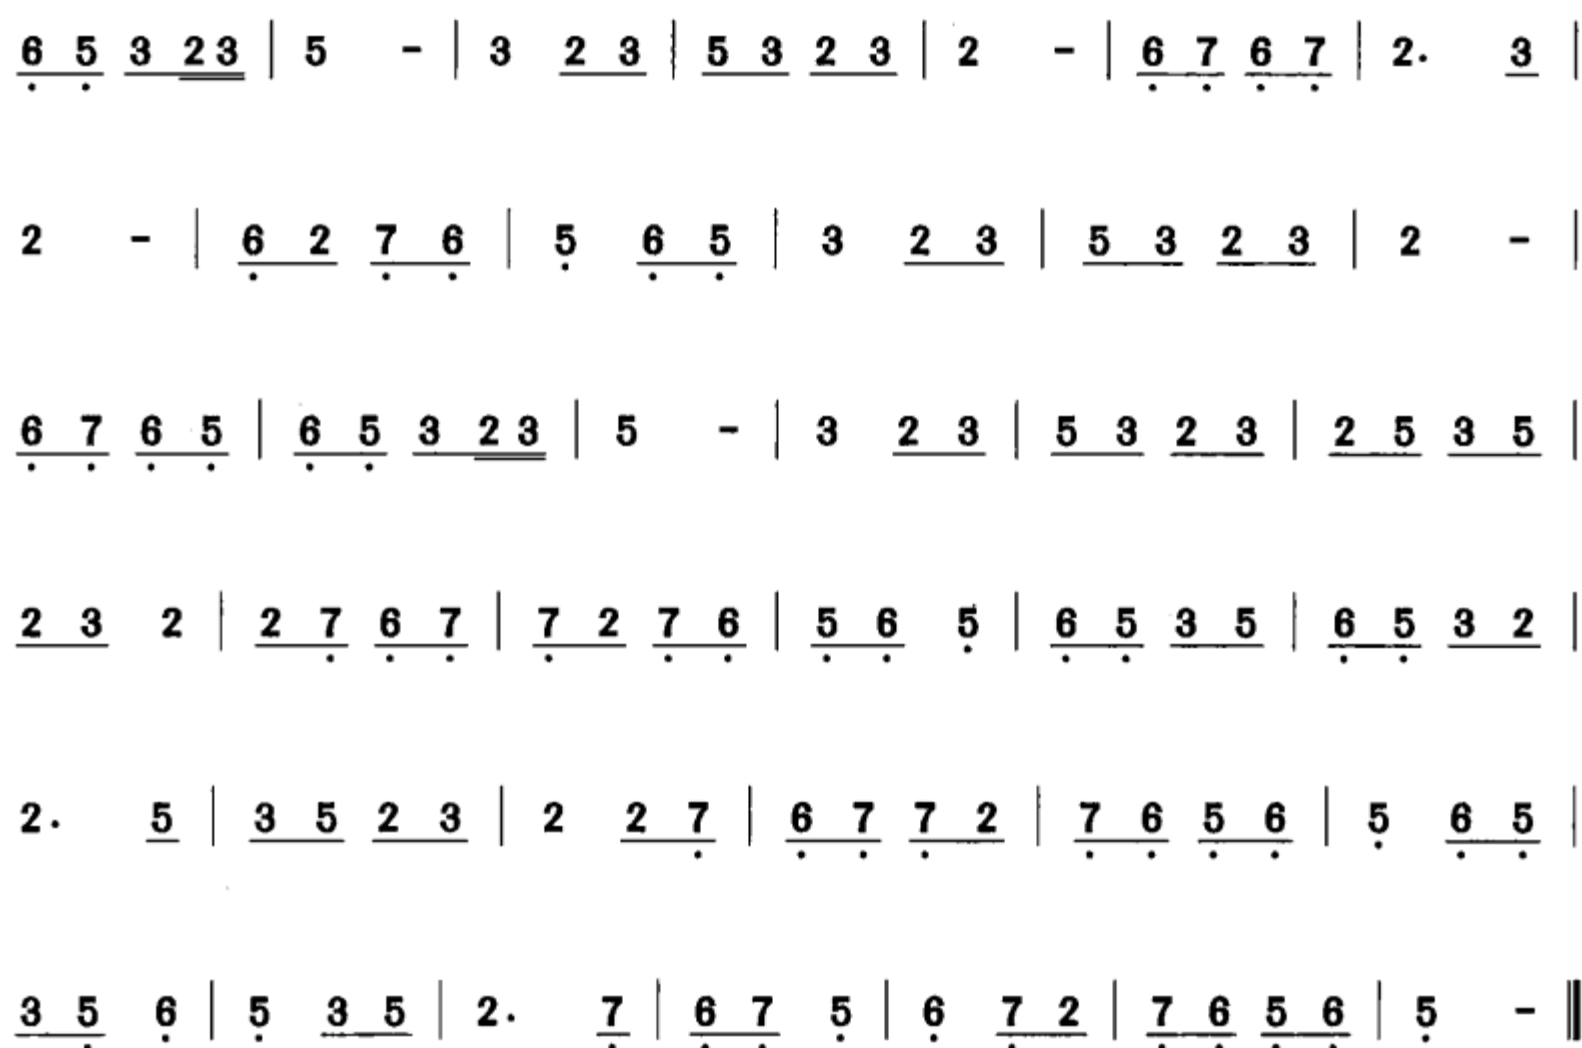 6 5 3 2 3 | 5 - | 3 2 3 | 5 3 2 3 | 2 - | 6 7 6 7 | 2. 3 |
2 - | 6 2 7 6 | 5 6 5 | 3 2 3 | 5 3 2 3 | 2 - |
6 7 6 5 | 6 5 3 2 3 | 5 - | 3 2 3 | 5 3 2 3 | 2 5 3 5 |
2 3 2 | 2 7 6 7 | 7 2 7 6 | 5 6 5 | 6 5 3 5 | 6 5 3 2 |
2. 5 | 3 5 2 3 | 2 2 7 | 6 7 7 2 | 7 6 5 6 | 5 6 5 |
3 5 6 | 5 3 5 | 2. 7 | 6 7 5 | 6 7 2 | 7 6 5 6 | 5 - ‖